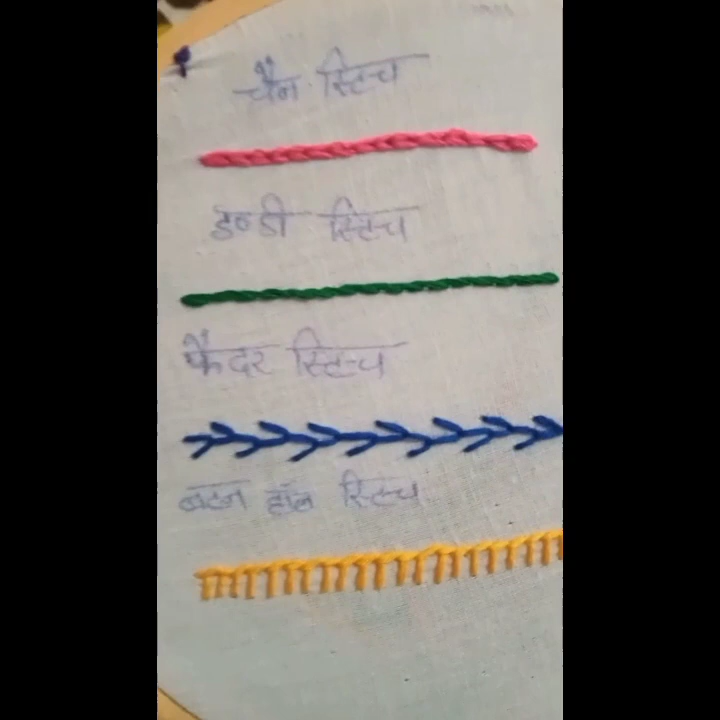 चैन स्टिच
डण्डी स्टिच
फैदर स्टिच
बटन हॉल स्टिच